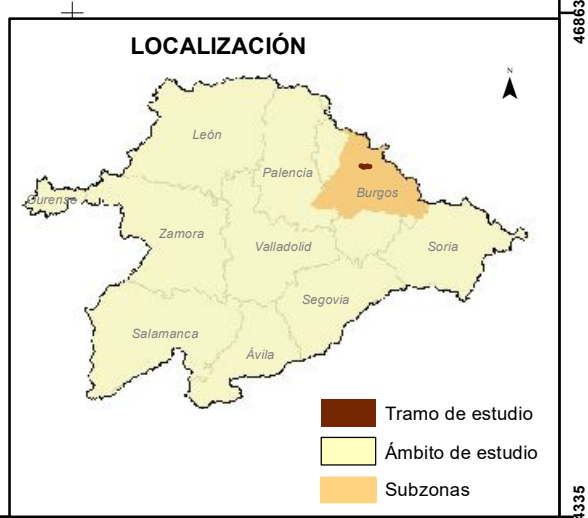 46863
LOCALIZACIÓN
N
León
Palencia
Burgos
Ourense
Zamora
Valladolid
Soria
Segovia
Salamanca
Ávila
Tramo de estudio
Ámbito de estudio
Subzonas
4335